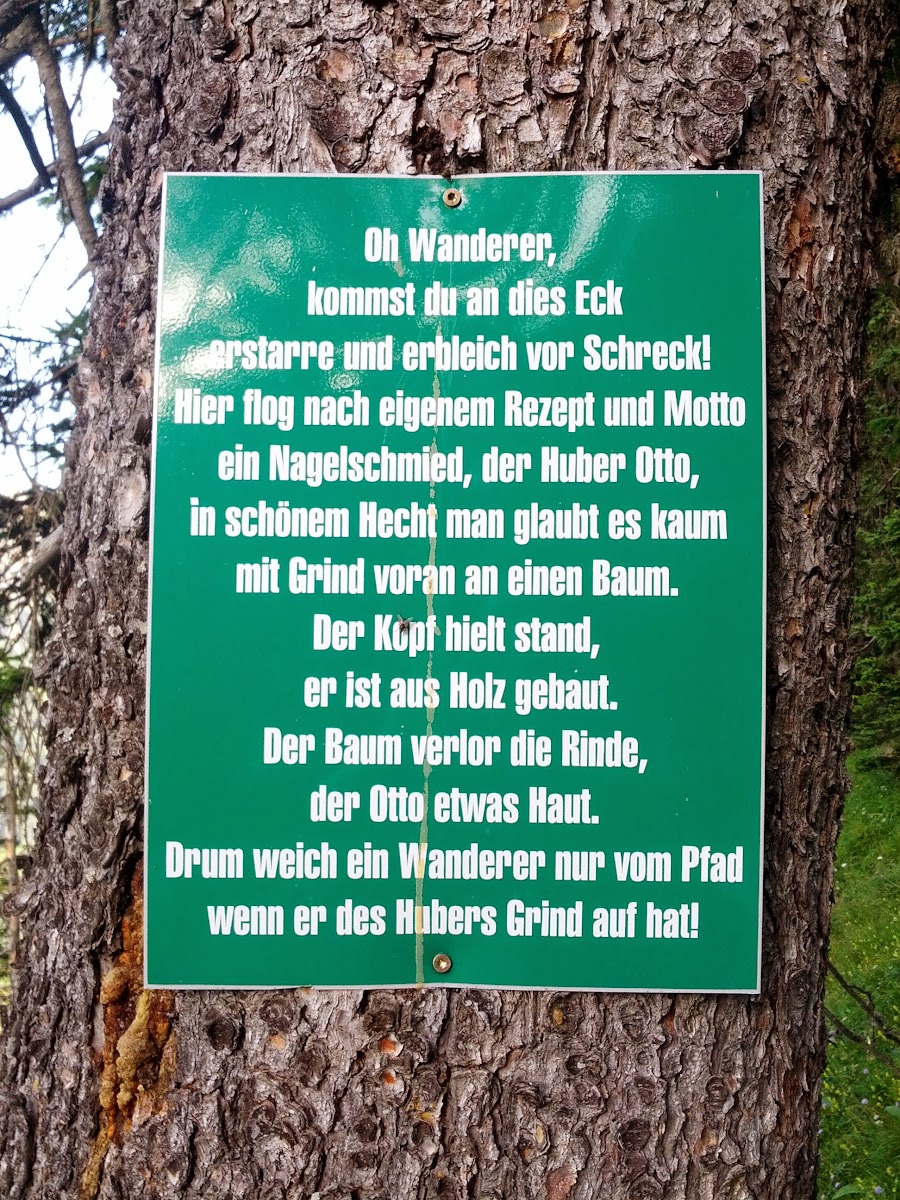 Oh Wanderer,
kommst du an dies Eck
erstarre und erbleich vor Schreck!
Hier flog nach eigenem Rezept und Motto
ein Nagelschmied, der Huber Otto,
in schönem Hecht man glaubt es kaum
mit Grind voran an einen Baum.
Der Kopf hielt stand,
er ist aus Holz gebaut.
Der Baum verlor die Rinde,
der Otto etwas Haut.
Drum weich ein Wanderer nur vom Pfad
wenn er des Hubers Grind auf hat!